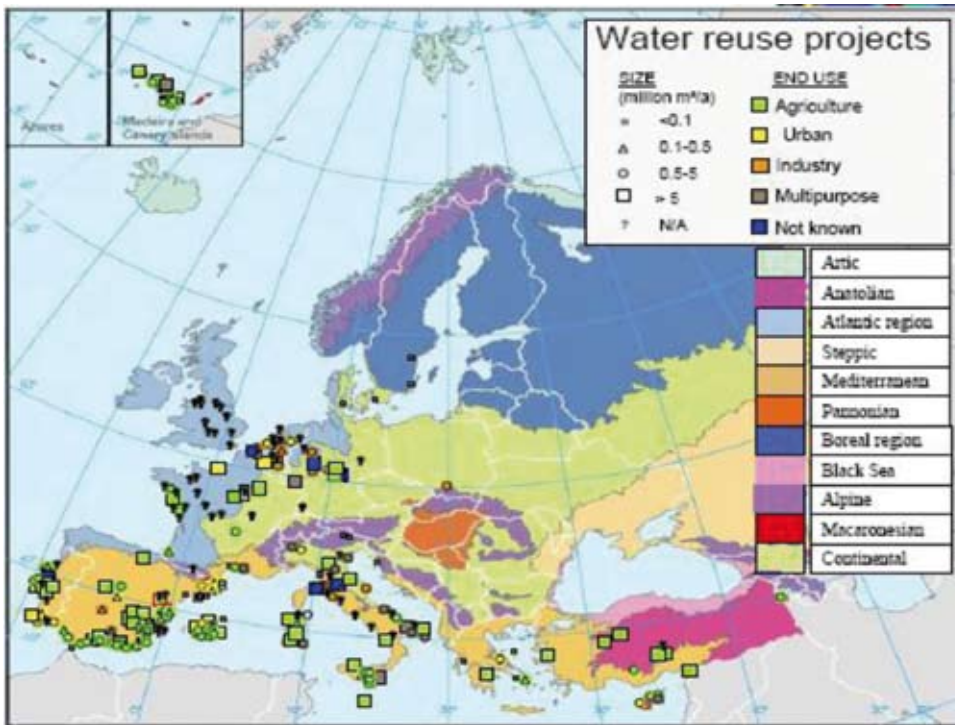 Water reuse projects
SIZE
(million m³/a)
<0.1
0.1-0.5
0.5-5
> 5
? N/A
END USE
Agriculture
Urban
Industry
Multipurpose
Not known
Azores
Madeira and
Canary Islands
Artic
Anatolian
Atlantic region
Steppic
Mediterranean
Pannonian
Boreal region
Black Sea
Alpine
Macaronesian
Continental